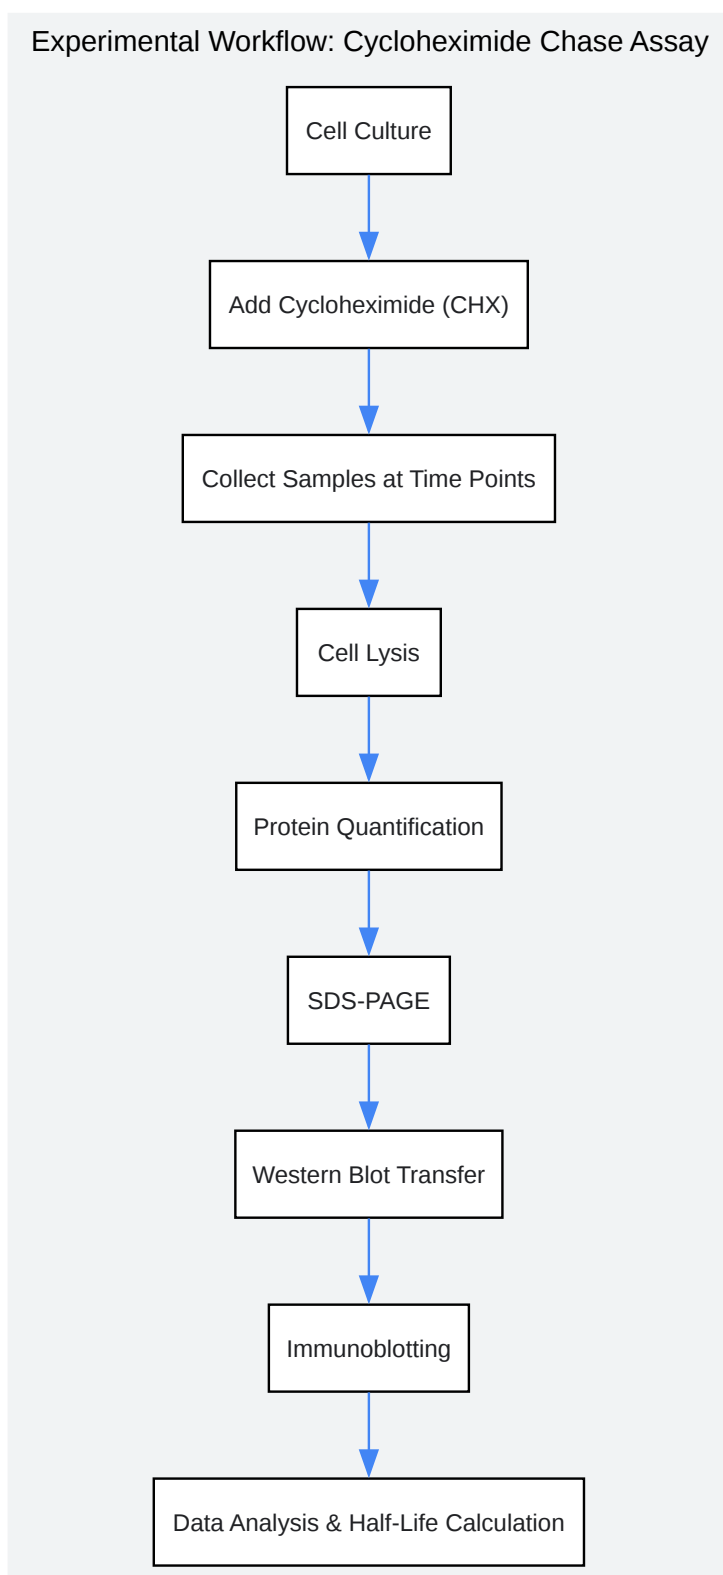 Experimental Workflow: Cycloheximide Chase Assay
Cell Culture
Add Cycloheximide (CHX)
Collect Samples at Time Points
Cell Lysis
Protein Quantification
SDS-PAGE
Western Blot Transfer
Immunoblotting
Data Analysis & Half-Life Calculation